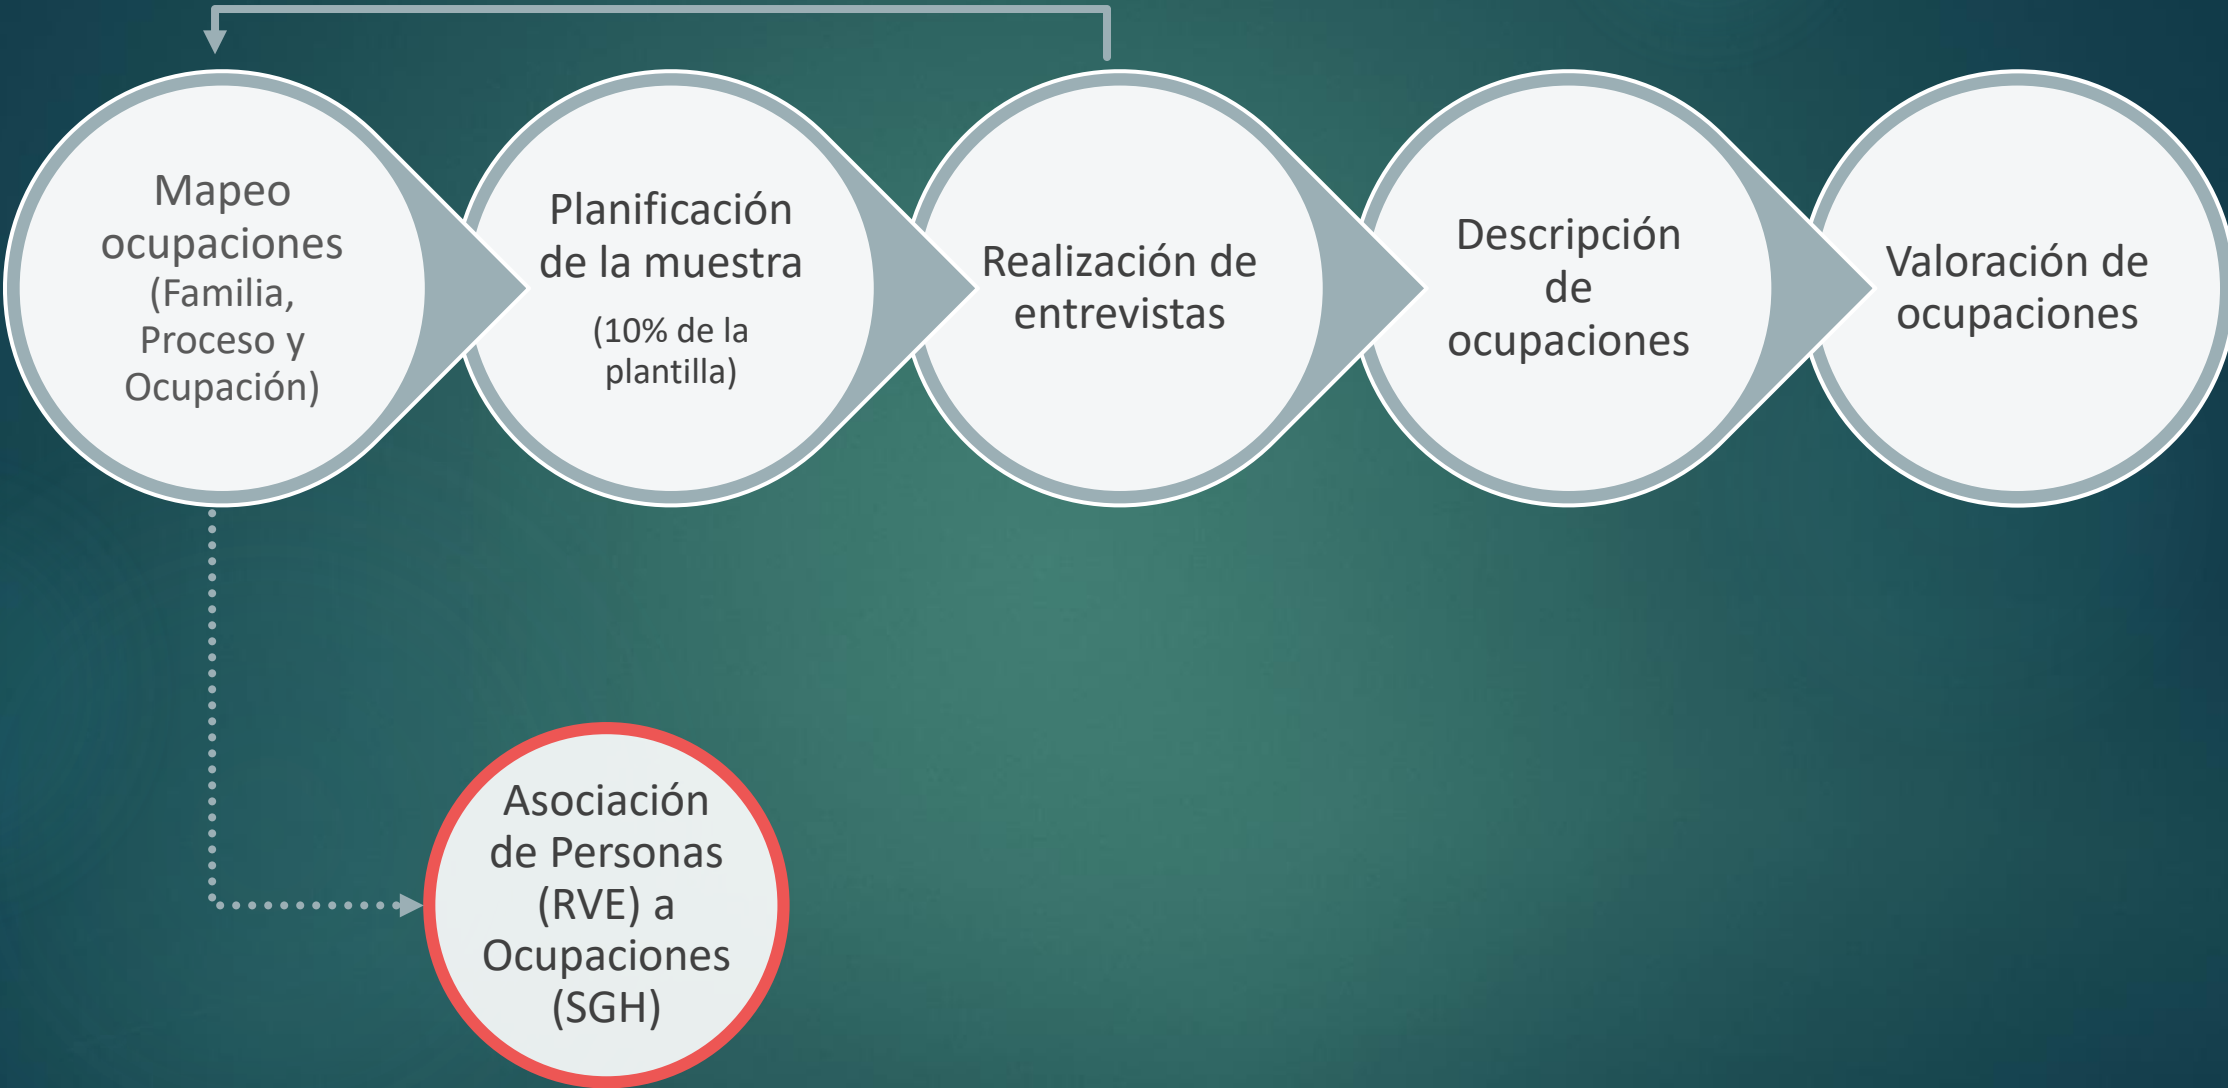 Mapeo
ocupaciones
(Familia,
Proceso y
Ocupación)
Planificación
de la muestra
(10% de la
plantilla)
Realización de
entrevistas
Descripción
de
ocupaciones
Valoración de
ocupaciones
Asociación
de Personas
(RVE) a
Ocupaciones
(SGH)